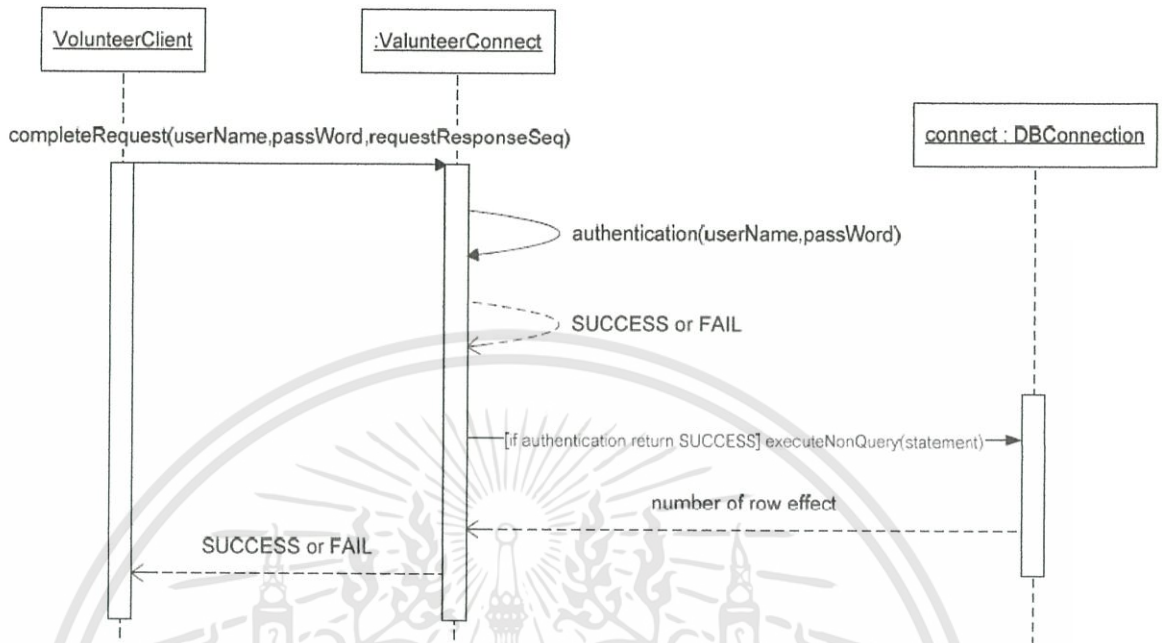 VolunteerClient
:ValunteerConnect
completeRequest(userName,passWord,requestResponseSeq)
connect : DBConnection
authentication(userName,passWord)
SUCCESS or FAIL
[if authentication return SUCCESS] executeNonQuery(statement)
number of row effect
SUCCESS or FAIL